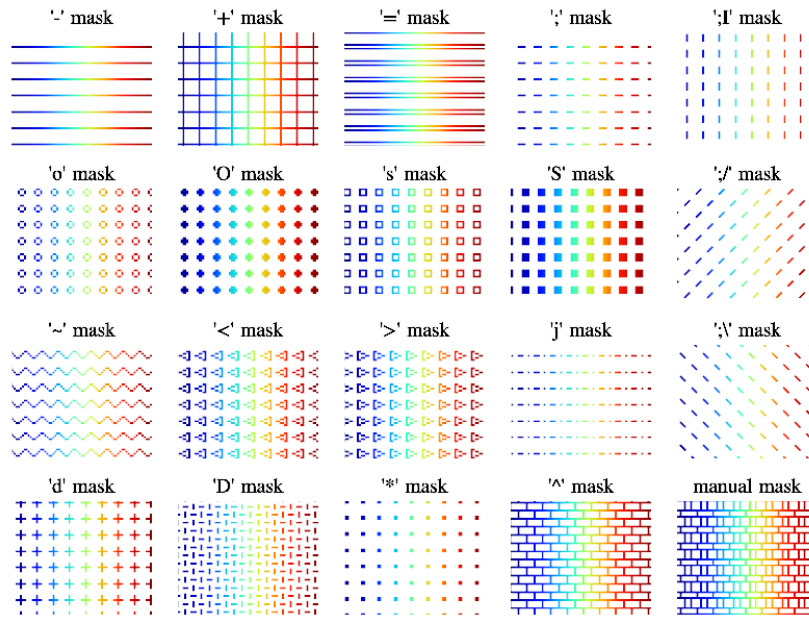 '-' mask
'+' mask
'=' mask
';' mask
';I' mask
'o' mask
'O' mask
's' mask
'S' mask
';/' mask
'~' mask
'<' mask
'>' mask
'j' mask
';\' mask
'd' mask
'D' mask
'*' mask
'^' mask
manual mask